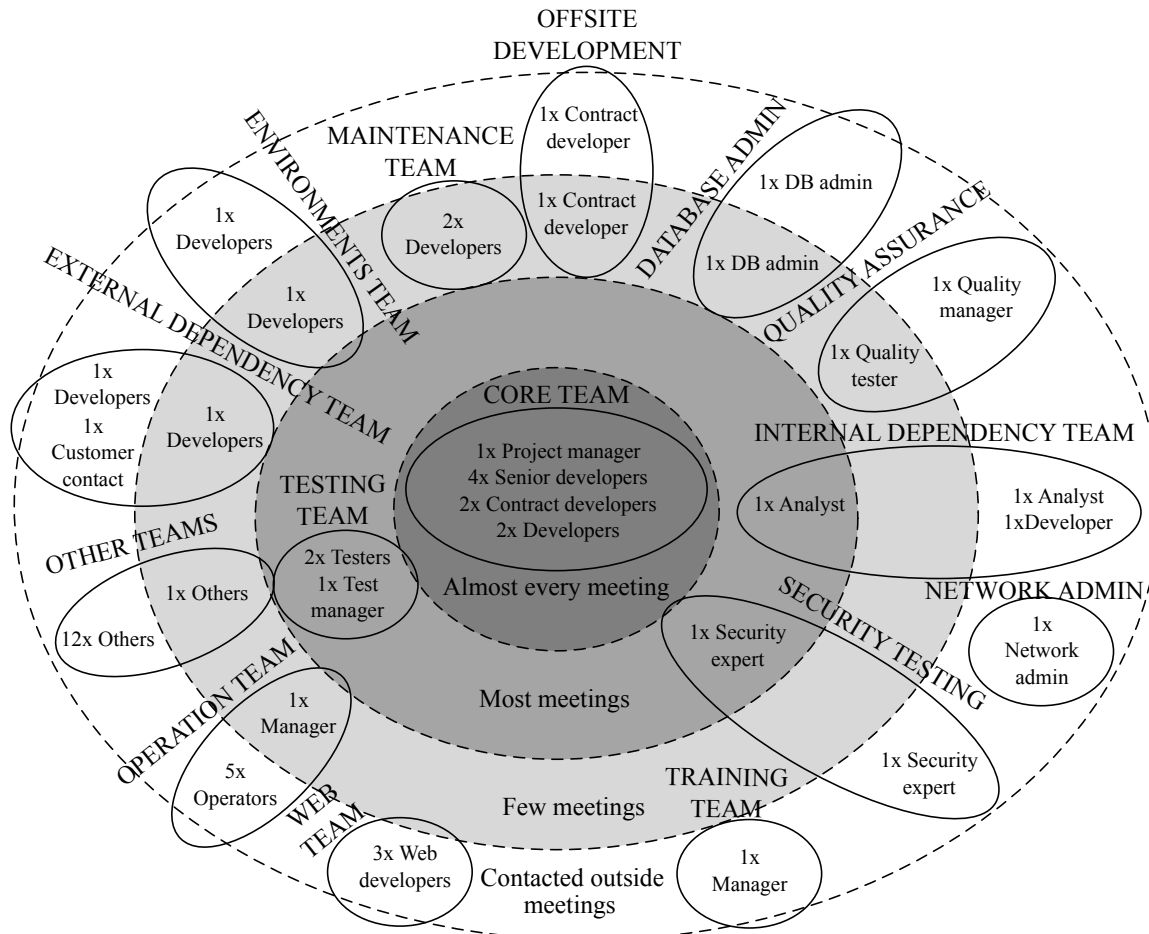 OFFSITE
DEVELOPMENT
1x Contract
developer
1x Contract
developer
MAINTENANCE
TEAM
2x
Developers
ENVIRONMENTS TEAM
1x
Developers
1x
Developers
DATABASE ADMIN
1x DB admin
1x DB admin
QUALITY ASSURANCE
1x Quality
manager
1x Quality
tester
EXTERNAL DEPENDENCY TEAM
1x
Developers
1x
Customer
contact
1x
Developers
CORE TEAM
1x Project manager
4x Senior developers
2x Contract developers
2x Developers
Almost every meeting
INTERNAL DEPENDENCY TEAM
1x Analyst
1x Analyst
1xDeveloper
TESTING
TEAM
2x Testers
1x Test
manager
OTHER TEAMS
1x Others
12x Others
NETWORK ADMIN
1x
Network
admin
SECURITY TESTING
1x Security
expert
1x Security
expert
Most meetings
OPERATION TEAM
1x
Manager
5x
Operators
Few meetings
WEB
TEAM
3x Web
developers
TRAINING
TEAM
1x
Manager
Contacted outside
meetings